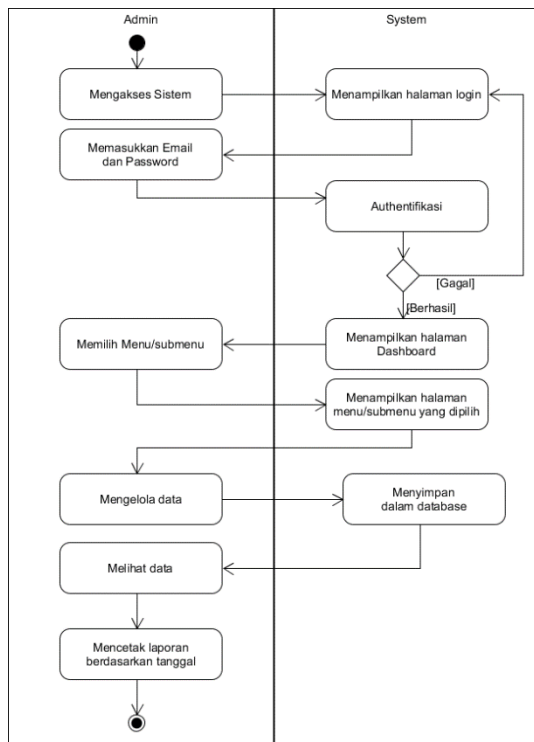 Admin
System
Mengakses Sistem
Menampilkan halaman login
Memasukkan Email
dan Password
Authentifikasi
[Gagal]
[Berhasil]
Memilih Menu/submenu
Menampilkan halaman
Dashboard
Menampilkan halaman
menu/submenu yang dipilih
Mengelola data
Menyimpan
dalam database
Melihat data
Mencetak laporan
berdasarkan tanggal